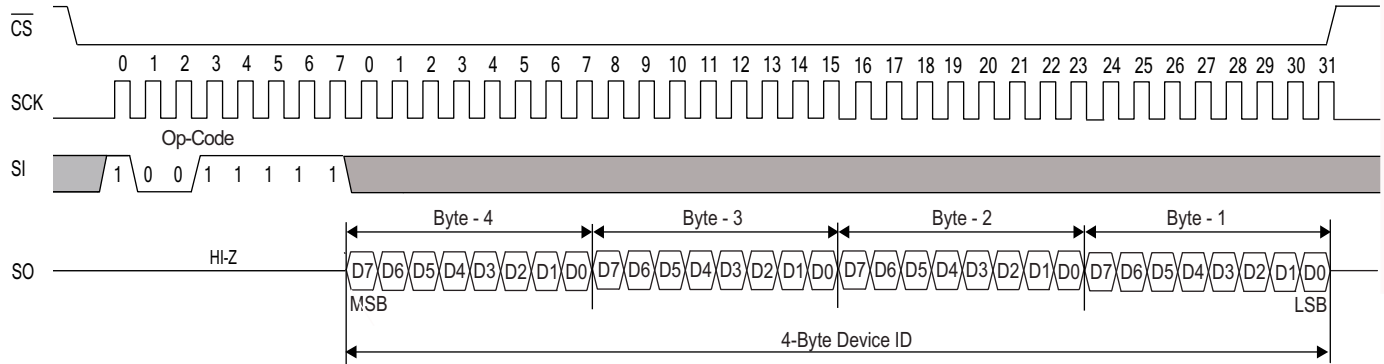 CS
0 1 2 3 4 5 6 7 0 1 2 3 4 5 6 7 8 9 10 11 12 13 14 15 16 17 18 19 20 21 22 23 24 25 26 27 28 29 30 31
SCK
Op-Code
SI 1 0 0 1 1 1 1 1
Byte - 4 Byte - 3 Byte - 2 Byte - 1
HI-Z
SO D7 D6 D5 D4 D3 D2 D1 D0 D7 D6 D5 D4 D3 D2 D1 D0 D7 D6 D5 D4 D3 D2 D1 D0 D7 D6 D5 D4 D3 D2 D1 D0
MSB LSB
4-Byte Device ID